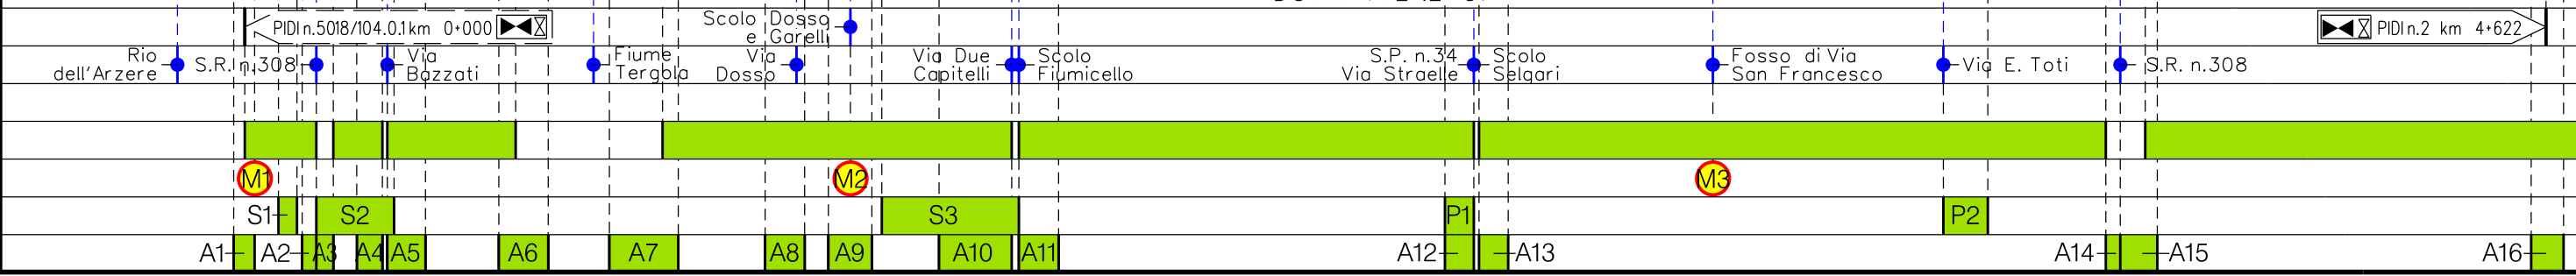 PIDI n.5018/104.0.1 km 0+000
Scolo Dosso
e Garelli
PIDI n.2 km 4+622
Rio
dell'Arzere
S.R. n.308
Via
Bazzati
Fiume
Tergola
Via
Dosso
Via Due
Capitelli
Scolo
Fiumicello
S.P. n.34
Via Straelle
Scolo
Selgari
Fosso di Via
San Francesco
Via E. Toti
S.R. n.308
M1 M2 M3
S1 S2 S3 P1 P2
A1 A2 A3 A4 A5 A6 A7 A8 A9 A10 A11 A12 A13 A14 A15 A16